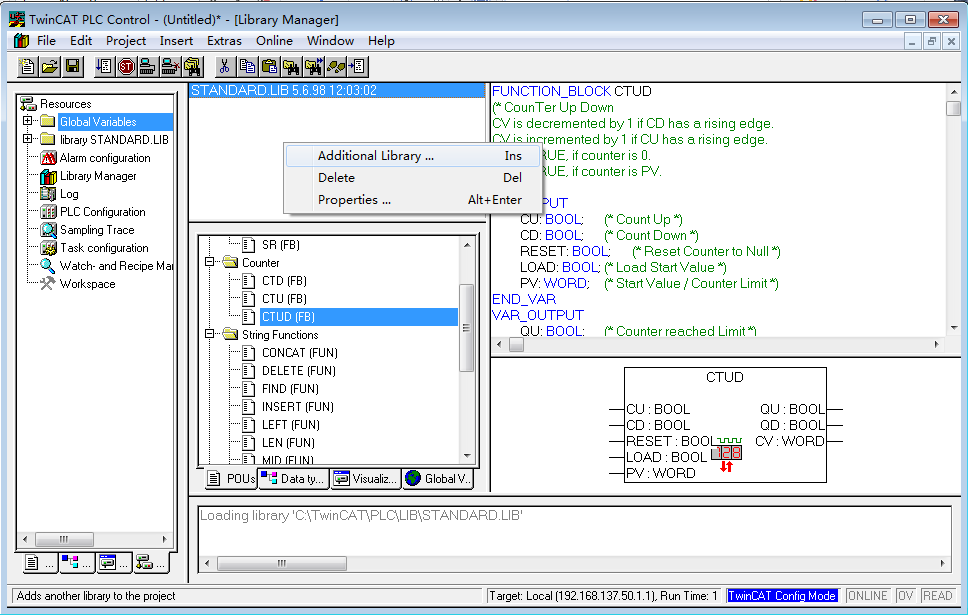 TwinCAT PLC Control - (Untitled)* - [Library Manager]
File Edit Project Insert Extras Online Window Help
Resources
Global Variables
library STANDARD.LIB
Alarm configuration
Library Manager
Log
PLC Configuration
Sampling Trace
Task configuration
Watch- and Recipe Mar
Workspace
... ... ... ...
STANDARD.LIB 5.6.98 12:03:02
Additional Library ... Ins
Delete Del
Properties ... Alt+Enter
SR (FB)
Counter
CTD (FB)
CTU (FB)
CTUD (FB)
String Functions
CONCAT (FUN)
DELETE (FUN)
FIND (FUN)
INSERT (FUN)
LEFT (FUN)
LEN (FUN)
MID (FUN)
POUs Data ty... Visualiz... Global V...
FUNCTION_BLOCK CTUD
(* CounTer Up Down
CV is decremented by 1 if CD has a rising edge.
CV is incremented by 1 if CU has a rising edge.
RUE, if counter is 0.
RUE, if counter is PV.
PUT
CU: BOOL; (* Count Up *)
CD: BOOL; (* Count Down *)
RESET: BOOL; (* Reset Counter to Null *)
LOAD: BOOL; (* Load Start Value *)
PV: WORD; (* Start Value / Counter Limit *)
END_VAR
VAR_OUTPUT
QU: BOOL; (* Counter reached Limit *)
CTUD
CU : BOOL QU : BOOL
CD : BOOL QD : BOOL
RESET : BOOL CV : WORD
LOAD : BOOL
PV : WORD
Loading library 'C:\TwinCAT\PLC\LIB\STANDARD.LIB'
Adds another library to the project
Target: Local (192.168.137.50.1.1), Run Time: 1 TwinCAT Config Mode ONLINE OV READ